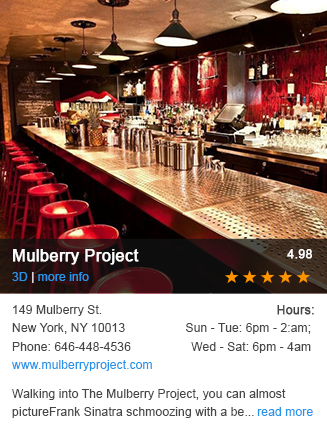 Mulberry Project
4.98
3D | more info
149 Mulberry St.
New York, NY 10013
Phone: 646-448-4536
www.mulberryproject.com
Hours:
Sun - Tue: 6pm - 2:am;
Wed - Sat: 6pm - 4am
Walking into The Mulberry Project, you can almost
pictureFrank Sinatra schmoozing with a be... read more